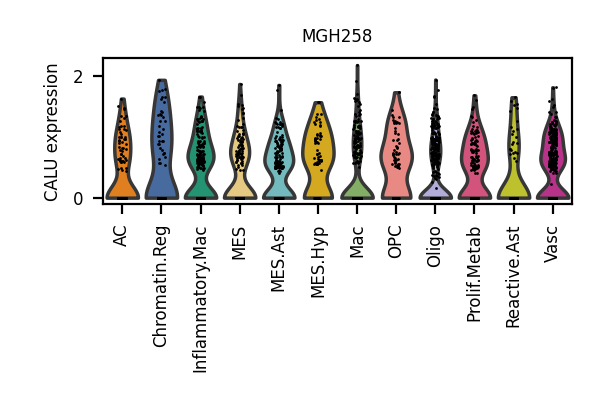 MGH258
CALU expression
2
0
AC
Chromatin.Reg
Inflammatory.Mac
MES
MES.Ast
MES.Hyp
Mac
OPC
Oligo
Prolif.Metab
Reactive.Ast
Vasc